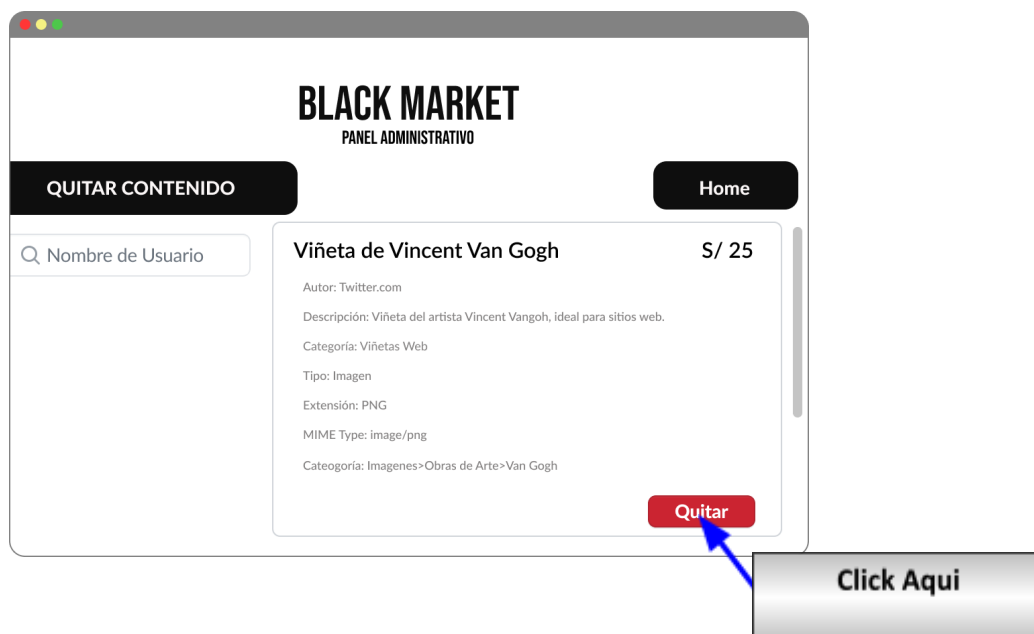 BLACK MARKET
PANEL ADMINISTRATIVO
QUITAR CONTENIDO
Home
Nombre de Usuario
Viñeta de Vincent Van Gogh
S/ 25
Autor: Twitter.com
Descripción: Viñeta del artista Vincent Vangoh, ideal para sitios web.
Categoría: Viñetas Web
Tipo: Imagen
Extensión: PNG
MIME Type: image/png
Cateogoría: Imagenes>Obras de Arte>Van Gogh
Quitar
Click Aqui